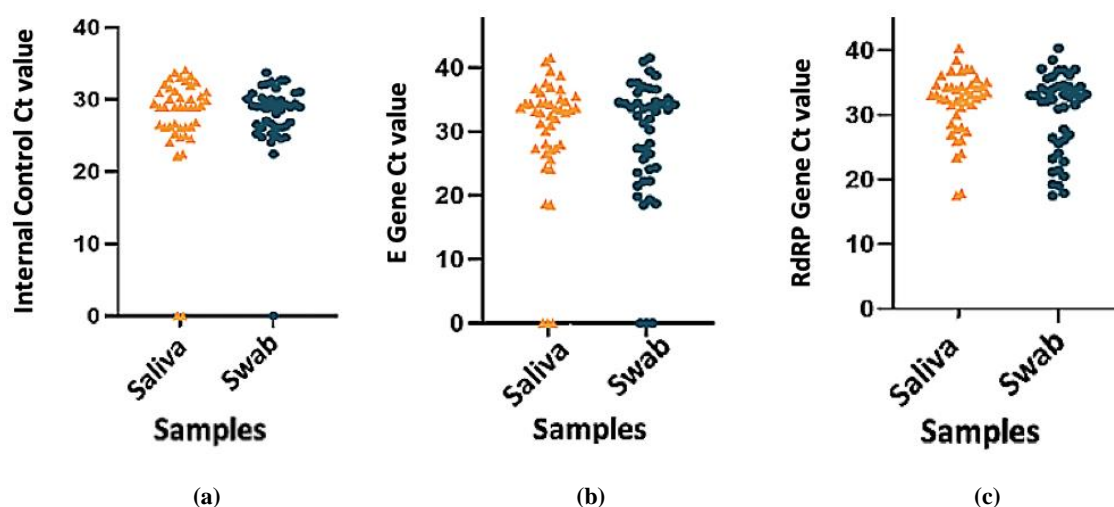 Internal Control Ct value
40
30
20
10
0
Saliva
Swab
Samples
(a)
E Gene Ct value
40
30
20
10
0
Saliva
Swab
Samples
(b)
RdRP Gene Ct value
40
30
20
10
0
Saliva
Swab
Samples
(c)